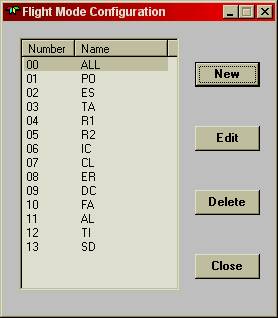 Flight Mode Configuration
Number Name
00 ALL
01 PO
02 ES
03 TA
04 R1
05 R2
06 IC
07 CL
08 ER
09 DC
10 FA
11 AL
12 TI
13 SD
New
Edit
Delete
Close